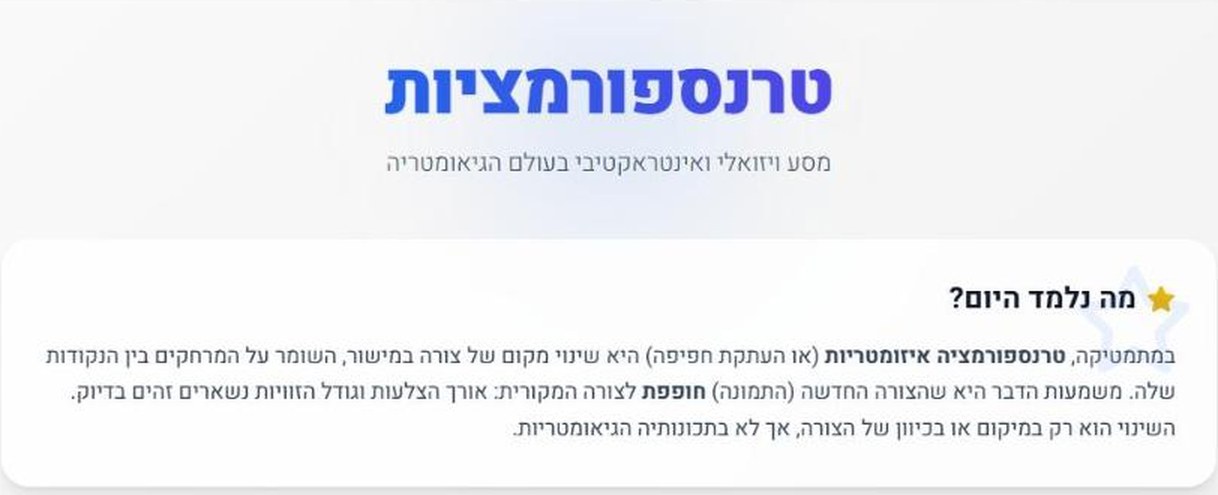 טרנספורמציות
מסע ויזואלי ואינטראקטיבי בעולם הגיאומטריה
מה נלמד היום?
במתמטיקה, טרנספורמציה איזומטריות (או העתקת חפיפה) היא שינוי מקום של צורה במישור, השומר על המרחקים בין הנקודות
שלה. משמעות הדבר היא שהצורה החדשה (התמונה) חופפת לצורה המקורית: אורך הצלעות וגודל הזוויות נשארים זהים בדיוק.
השינוי הוא רק במיקום או בכיוון של הצורה, אך לא בתכונותיה הגיאומטריות.